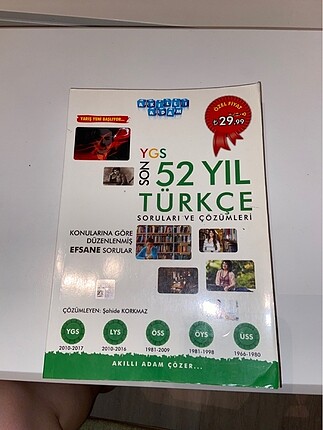 AKILLI
ADAM
ÖZEL FİYAT
₺29.99
YARIŞ YENİ BAŞLIYOR...
YGS
SON 52 YIL
TÜRKÇE
SORULARI VE ÇÖZÜMLERİ
KONULARINA GÖRE
DÜZENLENMİŞ
EFSANE SORULAR
ÇÖZÜMLEYEN: Şahide KORKMAZ
YGS LYS ÖSS ÖYS ÜSS
2010-2017 2010-2016 1981-2009 1981-1998 1966-1980
AKILLI ADAM ÇÖZER...